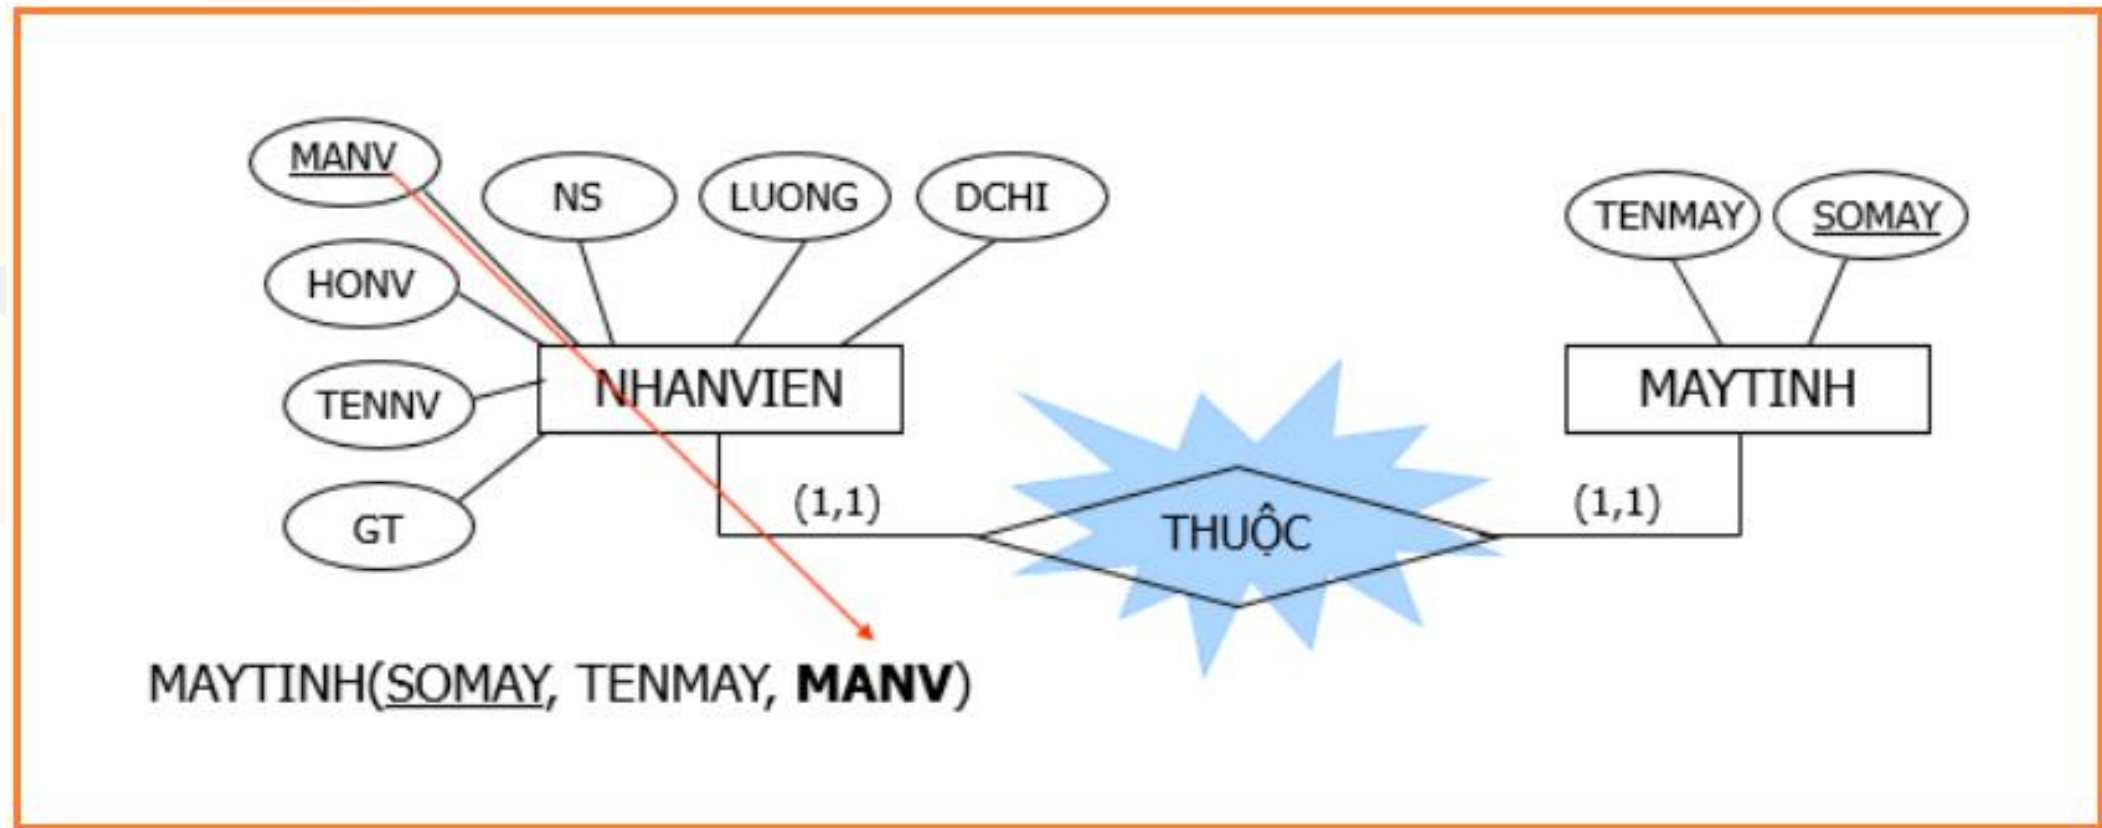 MANV
NS
LUONG
DCHI
TENMAY
SOMAY
HONV
TENNV
NHANVIEN
MAYTINH
GT
(1,1)
THUỘC
(1,1)
MAYTINH(SOMAY, TENMAY, MANV)